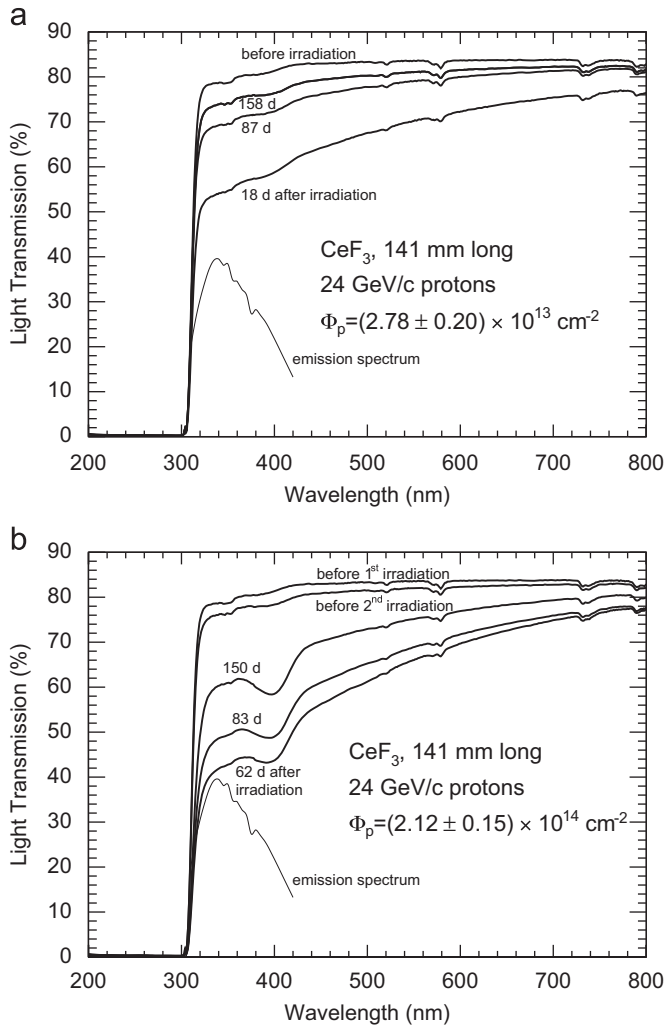 a
90
80
70
60
50
40
30
20
10
0
Light Transmission (%)
before irradiation
158 d
87 d
18 d after irradiation
CeF₃, 141 mm long
24 GeV/c protons
Φₚ=(2.78 ± 0.20) × 10¹³ cm⁻²
emission spectrum
200 300 400 500 600 700 800
Wavelength (nm)
b
90
80
70
60
50
40
30
20
10
0
Light Transmission (%)
before 1ˢᵗ irradiation
before 2ⁿᵈ irradiation
150 d
83 d
62 d after
irradiation
CeF₃, 141 mm long
24 GeV/c protons
Φₚ=(2.12 ± 0.15) × 10¹⁴ cm⁻²
emission spectrum
200 300 400 500 600 700 800
Wavelength (nm)